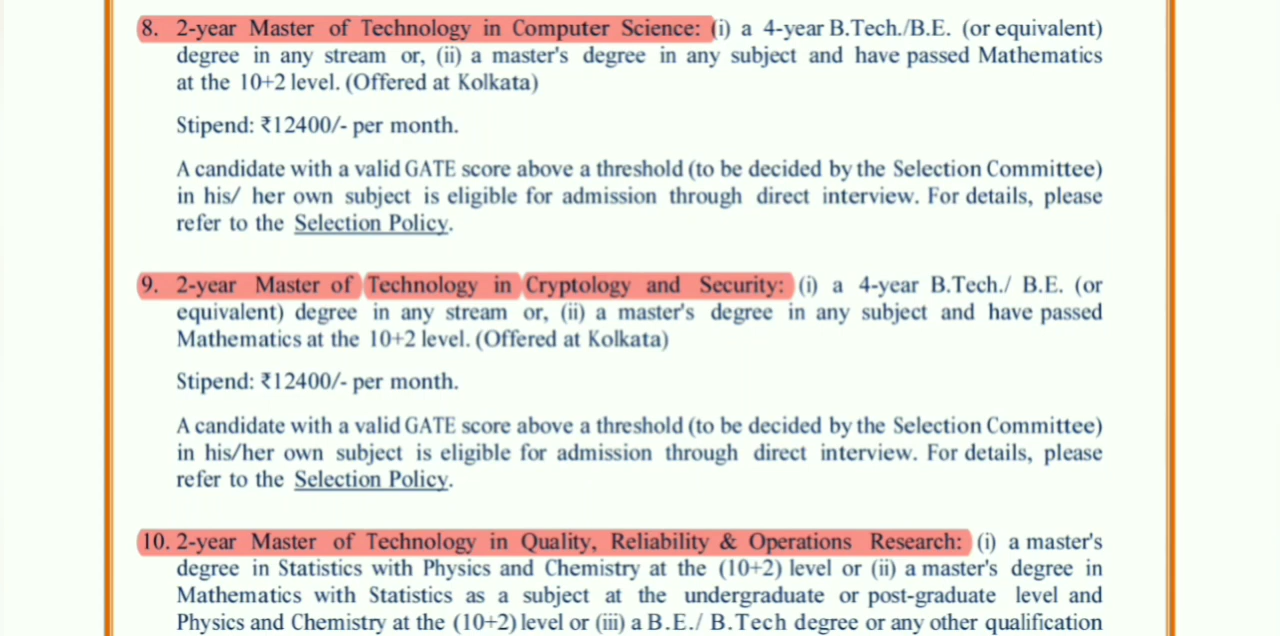 8. 2-year Master of Technology in Computer Science: (i) a 4-year B.Tech./B.E. (or equivalent)
degree in any stream or, (ii) a master's degree in any subject and have passed Mathematics
at the 10+2 level. (Offered at Kolkata)
Stipend: ₹12400/- per month.
A candidate with a valid GATE score above a threshold (to be decided by the Selection Committee)
in his/ her own subject is eligible for admission through direct interview. For details, please
refer to the Selection Policy.
9. 2-year Master of Technology in Cryptology and Security: (i) a 4-year B.Tech./ B.E. (or
equivalent) degree in any stream or, (ii) a master's degree in any subject and have passed
Mathematics at the 10+2 level. (Offered at Kolkata)
Stipend: ₹12400/- per month.
A candidate with a valid GATE score above a threshold (to be decided by the Selection Committee)
in his/her own subject is eligible for admission through direct interview. For details, please
refer to the Selection Policy.
10. 2-year Master of Technology in Quality, Reliability & Operations Research: (i) a master's
degree in Statistics with Physics and Chemistry at the (10+2) level or (ii) a master's degree in
Mathematics with Statistics as a subject at the undergraduate or post-graduate level and
Physics and Chemistry at the (10+2) level or (iii) a B.E./ B.Tech degree or any other qualification